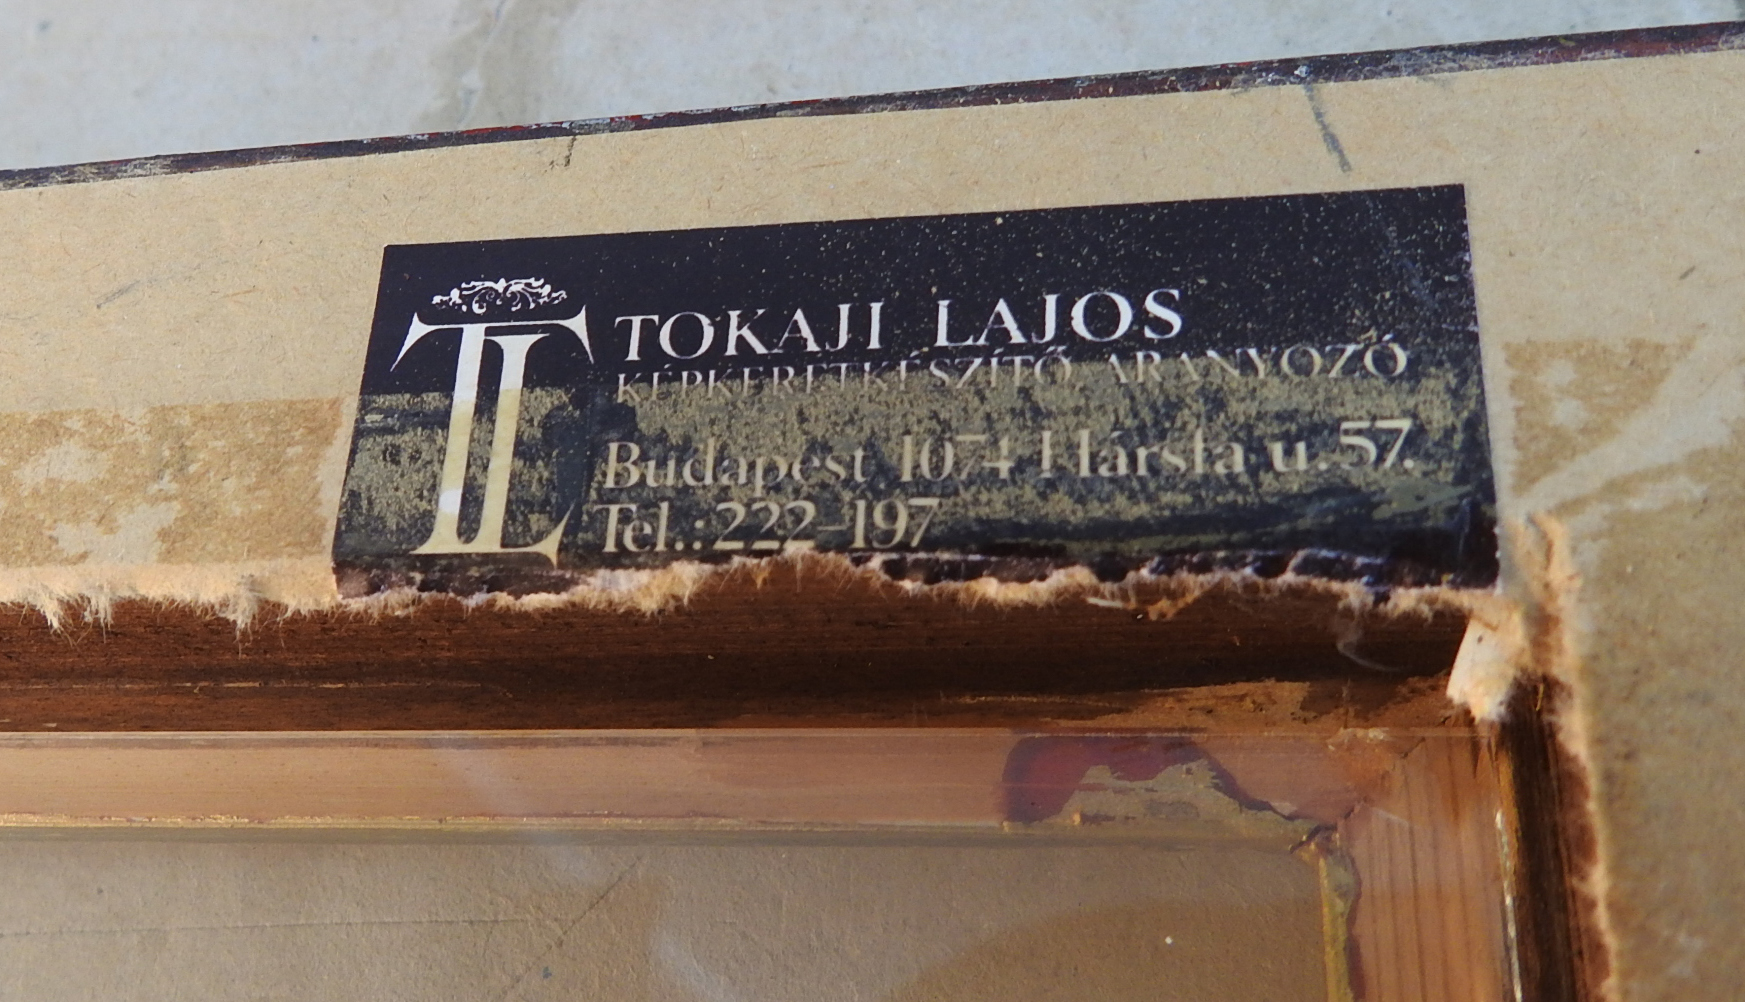 TL
TOKAJI LAJOS
KÉPKERETKÉSZÍTŐ ARANYOZÓ
Budapest 1074 Hársfa u. 57.
Tel.: 222-197